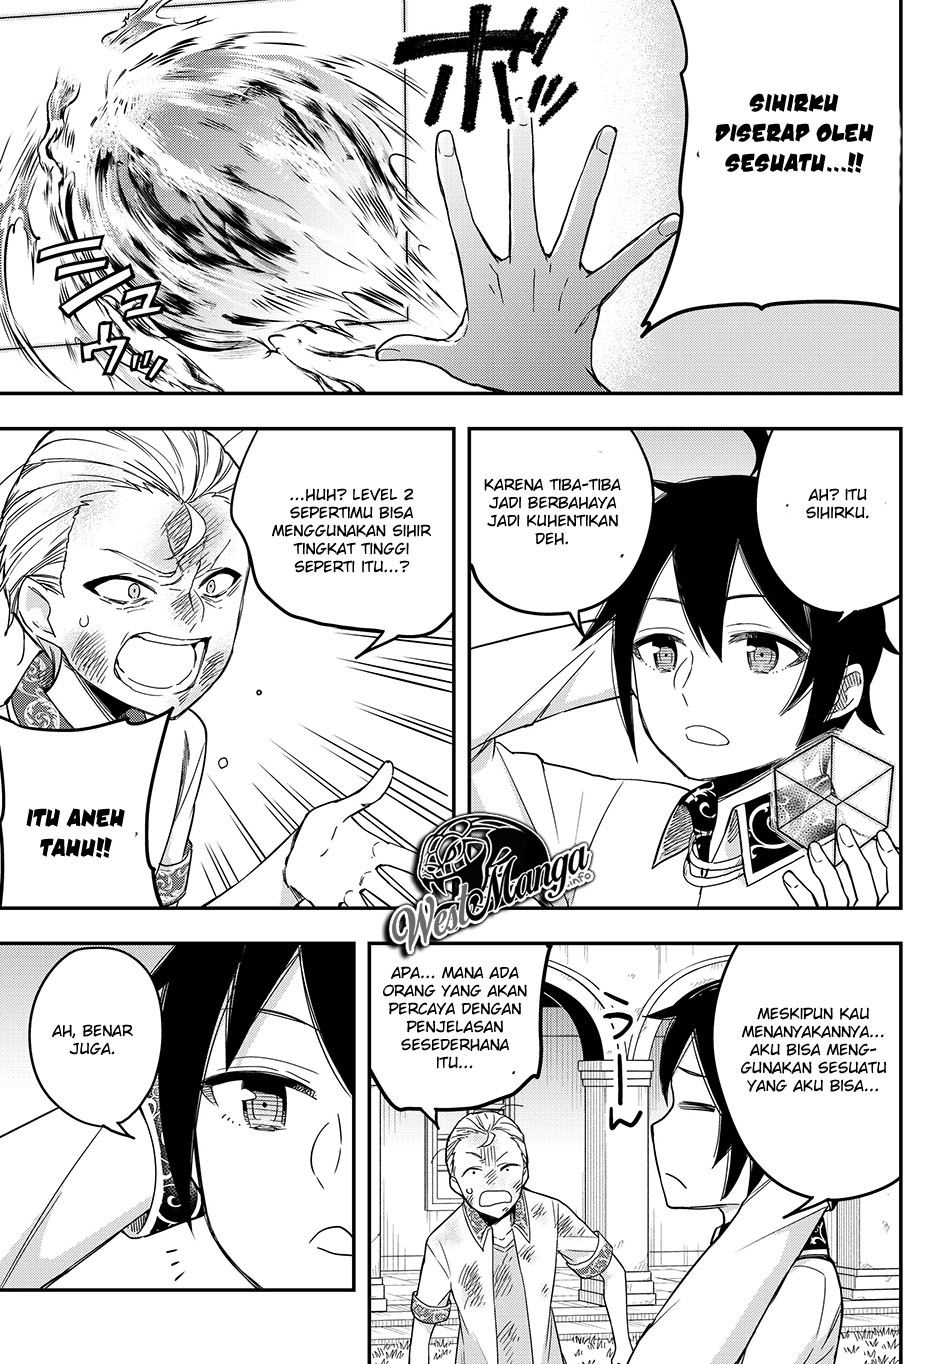 SIHIRKU
DISERAP OLEH
SESUATU...!!
ボッ
シュウッ
AH? ITU
SIHIRKU.
KARENA TIBA-TIBA
JADI BERBAHAYA
JADI KUHENTIKAN
DEH.
...HUH? LEVEL 2
SEPERTIMU BISA
MENGGUNAKAN SIHIR
TINGKAT TINGGI
SEPERTI ITU...?
ITU ANEH
TAHU!!
WestManga
.info
MESKIPUN KAU
MENANYAKANNYA...
AKU BISA MENG-
GUNAKAN SESUATU
YANG AKU BISA...
うーん
APA... MANA ADA
ORANG YANG AKAN
PERCAYA DENGAN
PENJELASAN
SESEDERHANA
ITU...
AH, BENAR
JUGA.